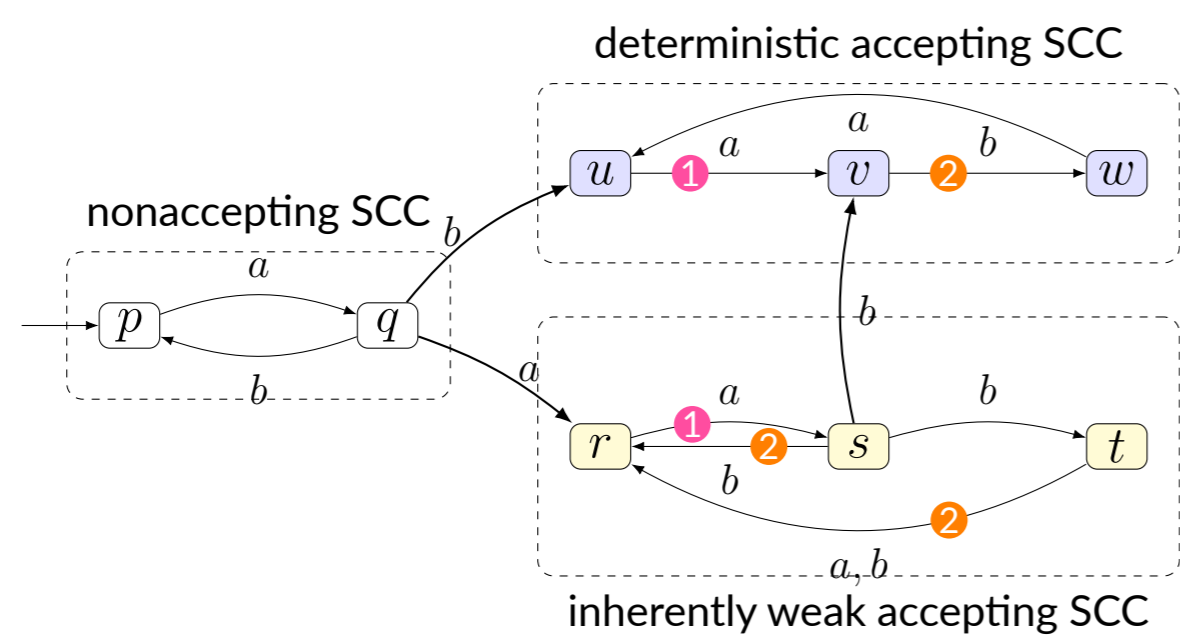 deterministic accepting SCC
a
u
1
a
v
2
b
w
nonaccepting SCC
b
a
p
q
b
b
a
r
1
a
2
b
s
b
t
2
a, b
inherently weak accepting SCC